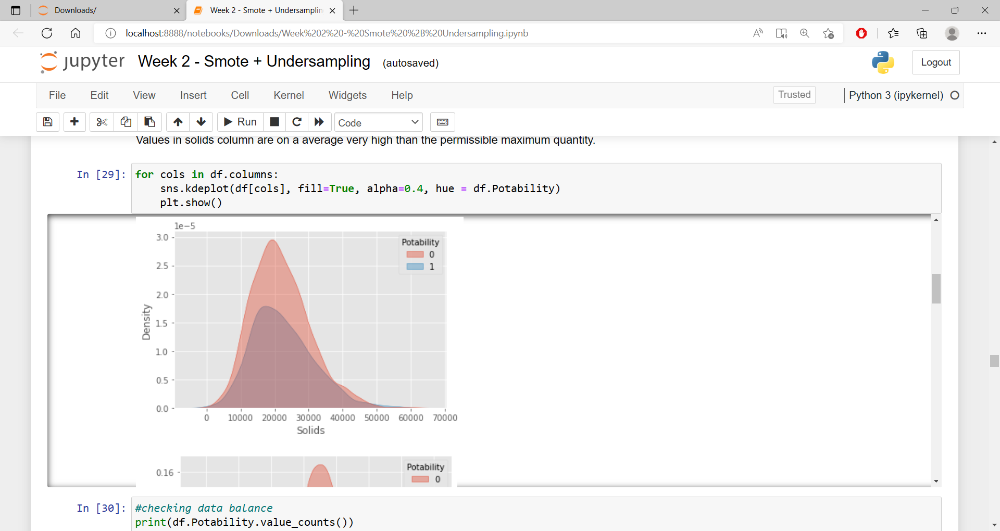 Downloads/
Week 2 - Smote + Undersamplin
localhost:8888/notebooks/Downloads/Week%202%20-%20Smote%20%2B%20Undersampling.ipynb
jupyter Week 2 - Smote + Undersampling (autosaved)
Logout
File Edit View Insert Cell Kernel Widgets Help
Trusted
Python 3 (ipykernel)
Run
Code
Values in solids column are on a average very high than the permissible maximum quantity.
In [29]:
for cols in df.columns:
    sns.kdeplot(df[cols], fill=True, alpha=0.4, hue = df.Potability)
    plt.show()
1e−5
3.0
2.5
2.0
1.5
1.0
0.5
0.0
Density
Potability
0
1
0 10000 20000 30000 40000 50000 60000 70000
Solids
0.16
Potability
0
In [30]:
#checking data balance
print(df.Potability.value_counts())